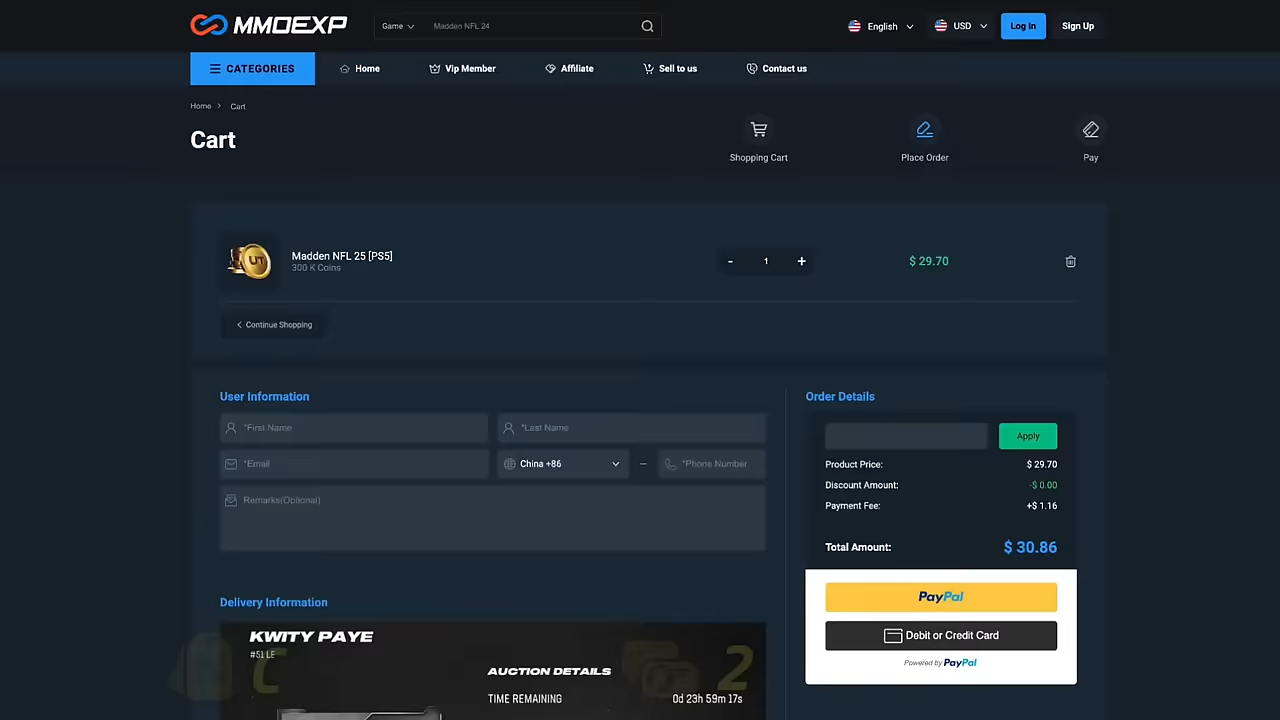 MMOEXP
Game
Madden NFL 24
English
USD
Log In
Sign Up
CATEGORIES
Home
Vip Member
Affiliate
Sell to us
Contact us
Home > Cart
Cart
Shopping Cart
Place Order
Pay
UT
Madden NFL 25 [PS5]
300 K Coins
- 1 +
$ 29.70
< Continue Shopping
User Information
*First Name
*Last Name
*Email
China +86
–
*Phone Number
Remarks(Optional)
Order Details
Apply
Product Price: $ 29.70
Discount Amount: -$ 0.00
Payment Fee: +$ 1.16
Total Amount: $ 30.86
PayPal
Debit or Credit Card
Powered by PayPal
Delivery Information
KWITY PAYE
#51 LE
AUCTION DETAILS
TIME REMAINING 0d 23h 59m 17s
C
2